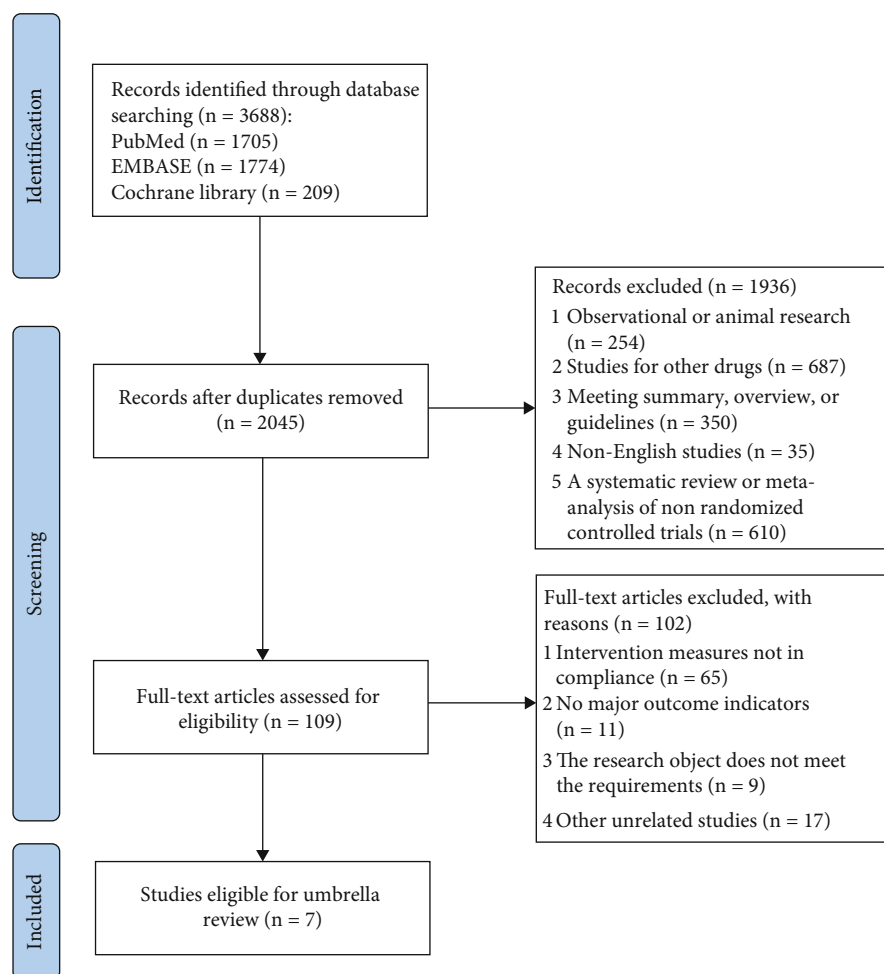 Identification
Records identified through database
searching (n = 3688):
PubMed (n = 1705)
EMBASE (n = 1774)
Cochrane library (n = 209)
Screening
Records after duplicates removed
(n = 2045)
Records excluded (n = 1936)
1 Observational or animal research
(n = 254)
2 Studies for other drugs (n = 687)
3 Meeting summary, overview, or
guidelines (n = 350)
4 Non-English studies (n = 35)
5 A systematic review or meta-
analysis of non randomized
controlled trials (n = 610)
Full-text articles assessed for
eligibility (n = 109)
Full-text articles excluded, with
reasons (n = 102)
1 Intervention measures not in
compliance (n = 65)
2 No major outcome indicators
(n = 11)
3 The research object does not meet
the requirements (n = 9)
4 Other unrelated studies (n = 17)
Included
Studies eligible for umbrella
review (n = 7)